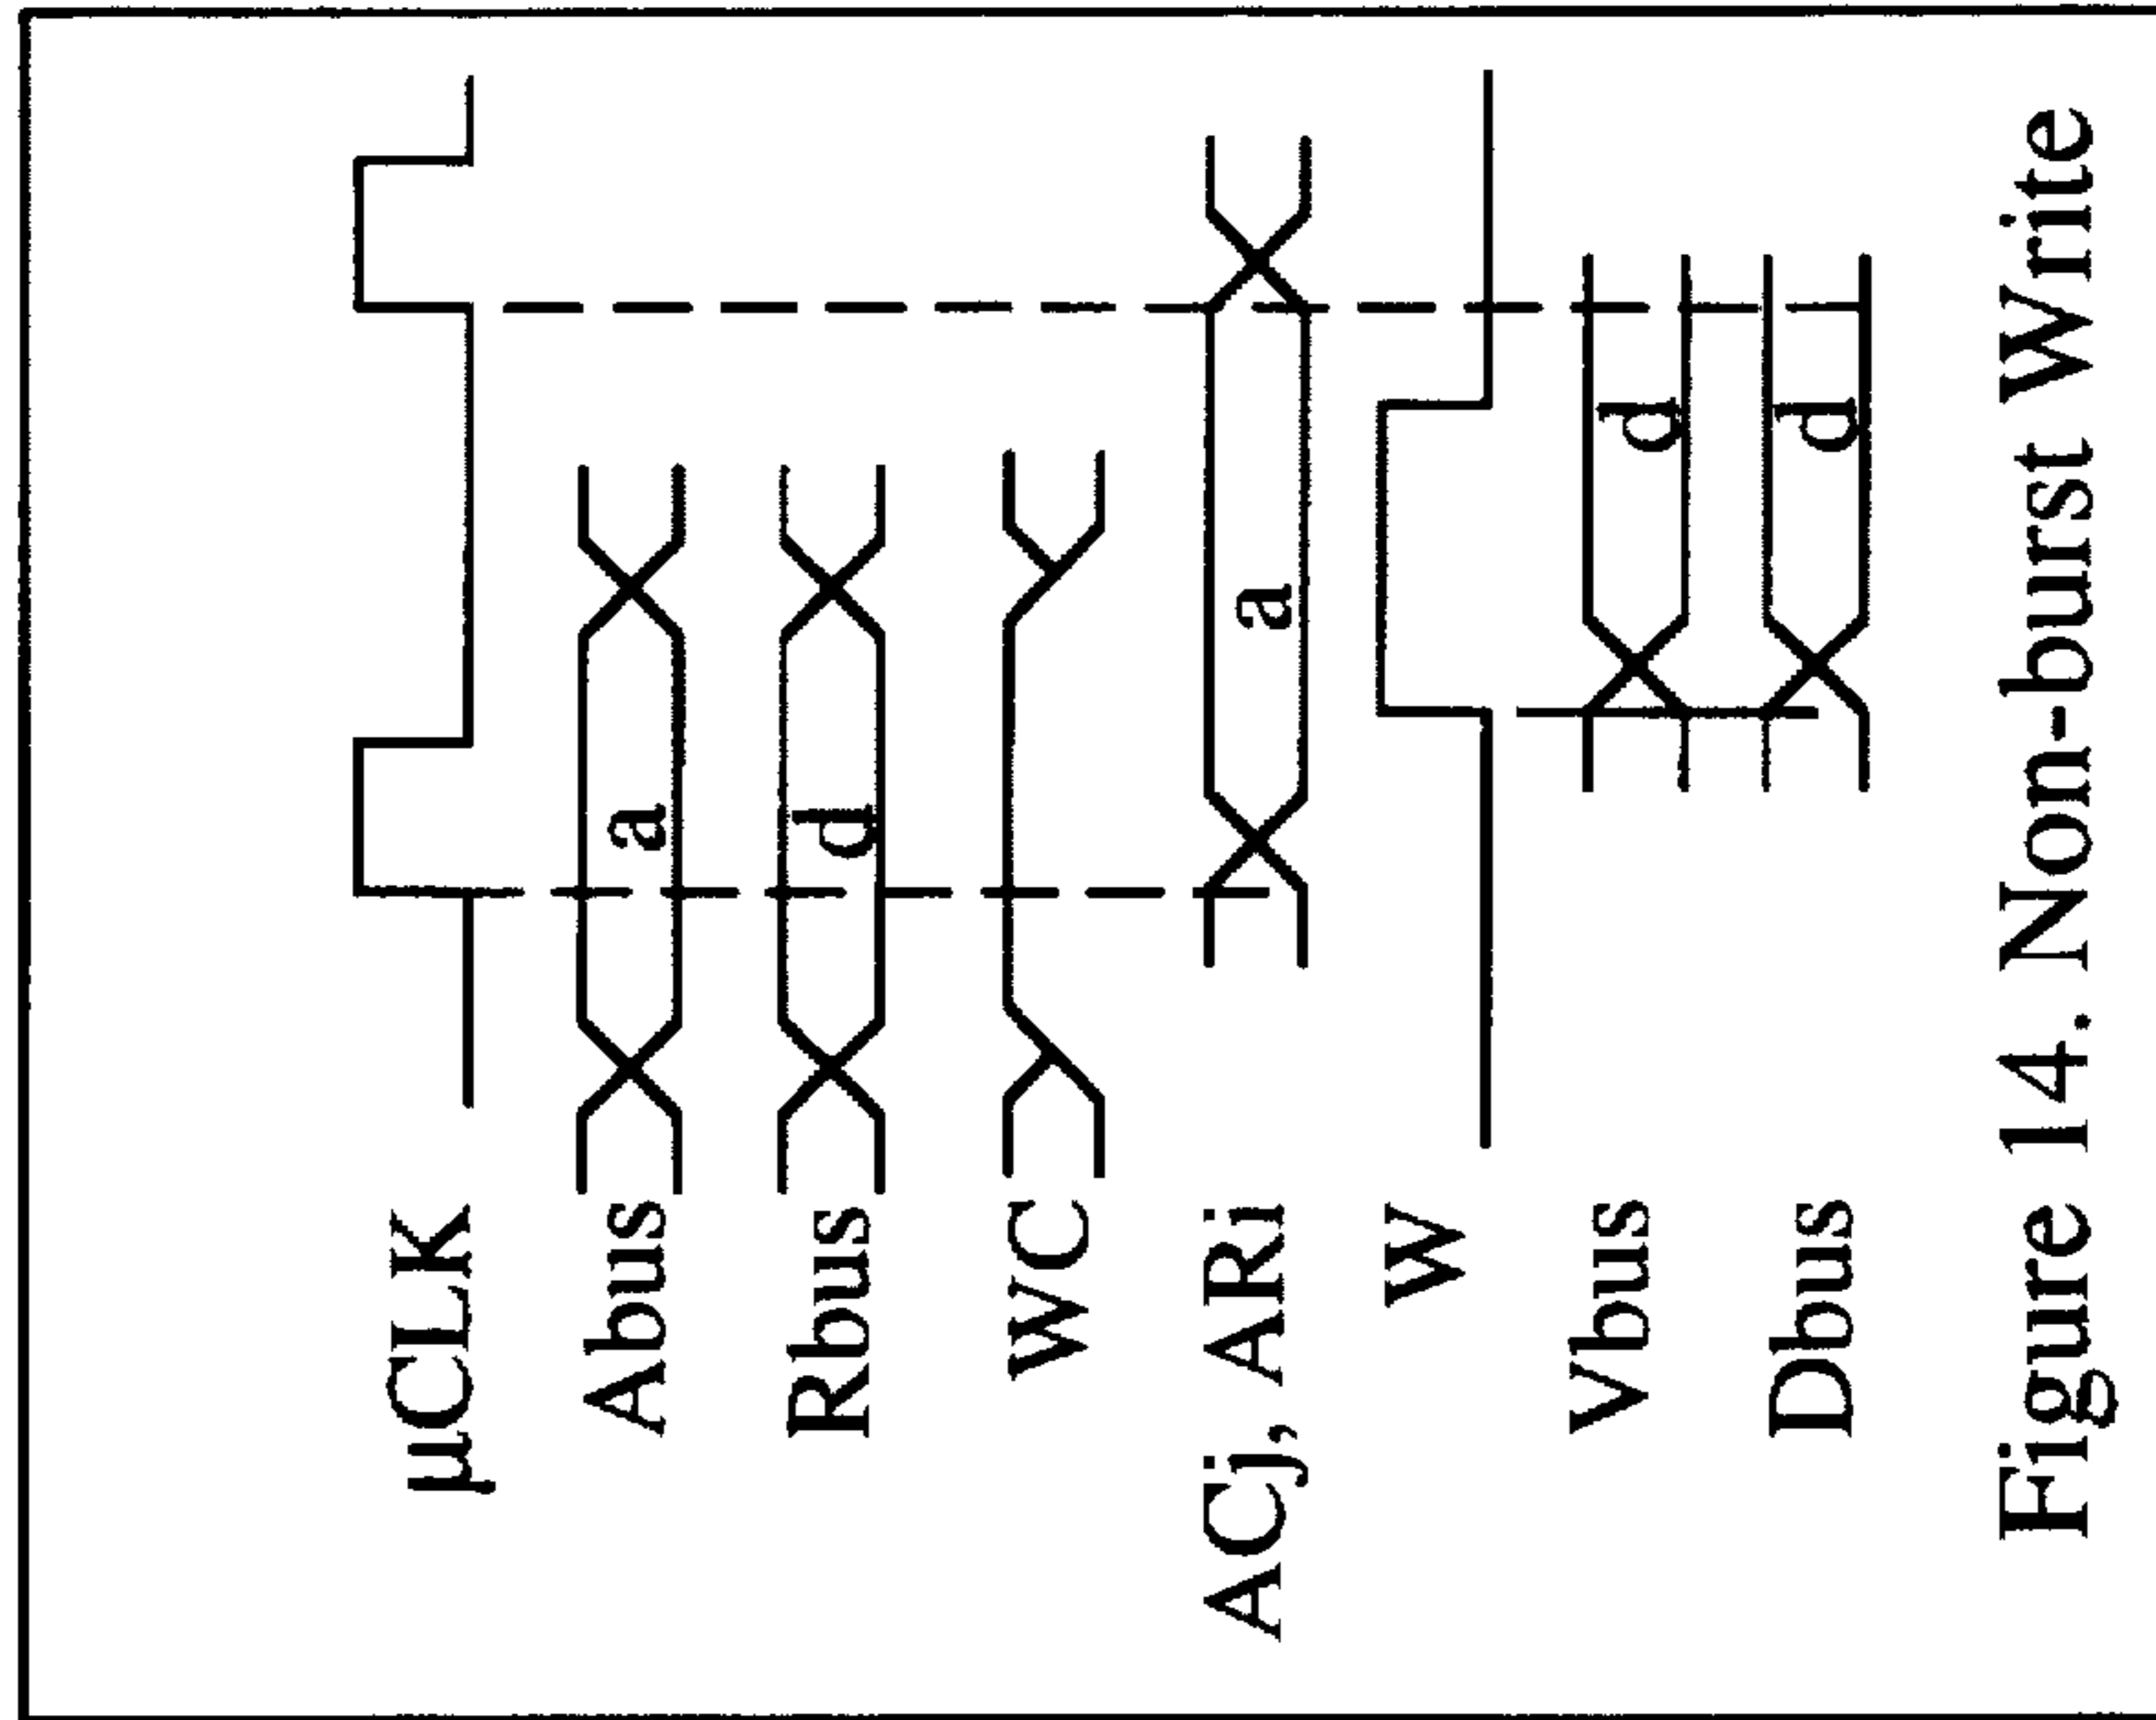 µCLK
Abus a
Rbus d
WC
ACj, ARi a
W
Vbus d
Dbus d
Figure 14. Non-burst Write